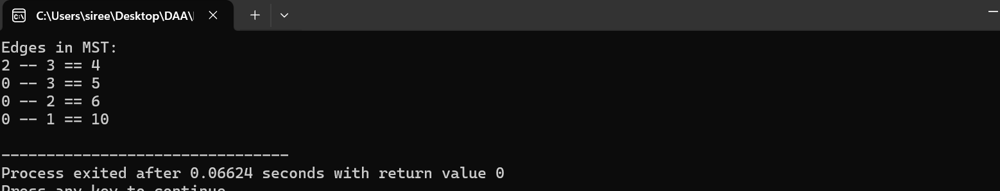 C:\Users\siree\Desktop\DAA\
Edges in MST:
2 -- 3 == 4
0 -- 3 == 5
0 -- 2 == 6
0 -- 1 == 10
--------------------------------
Process exited after 0.06624 seconds with return value 0
Press any key to continue